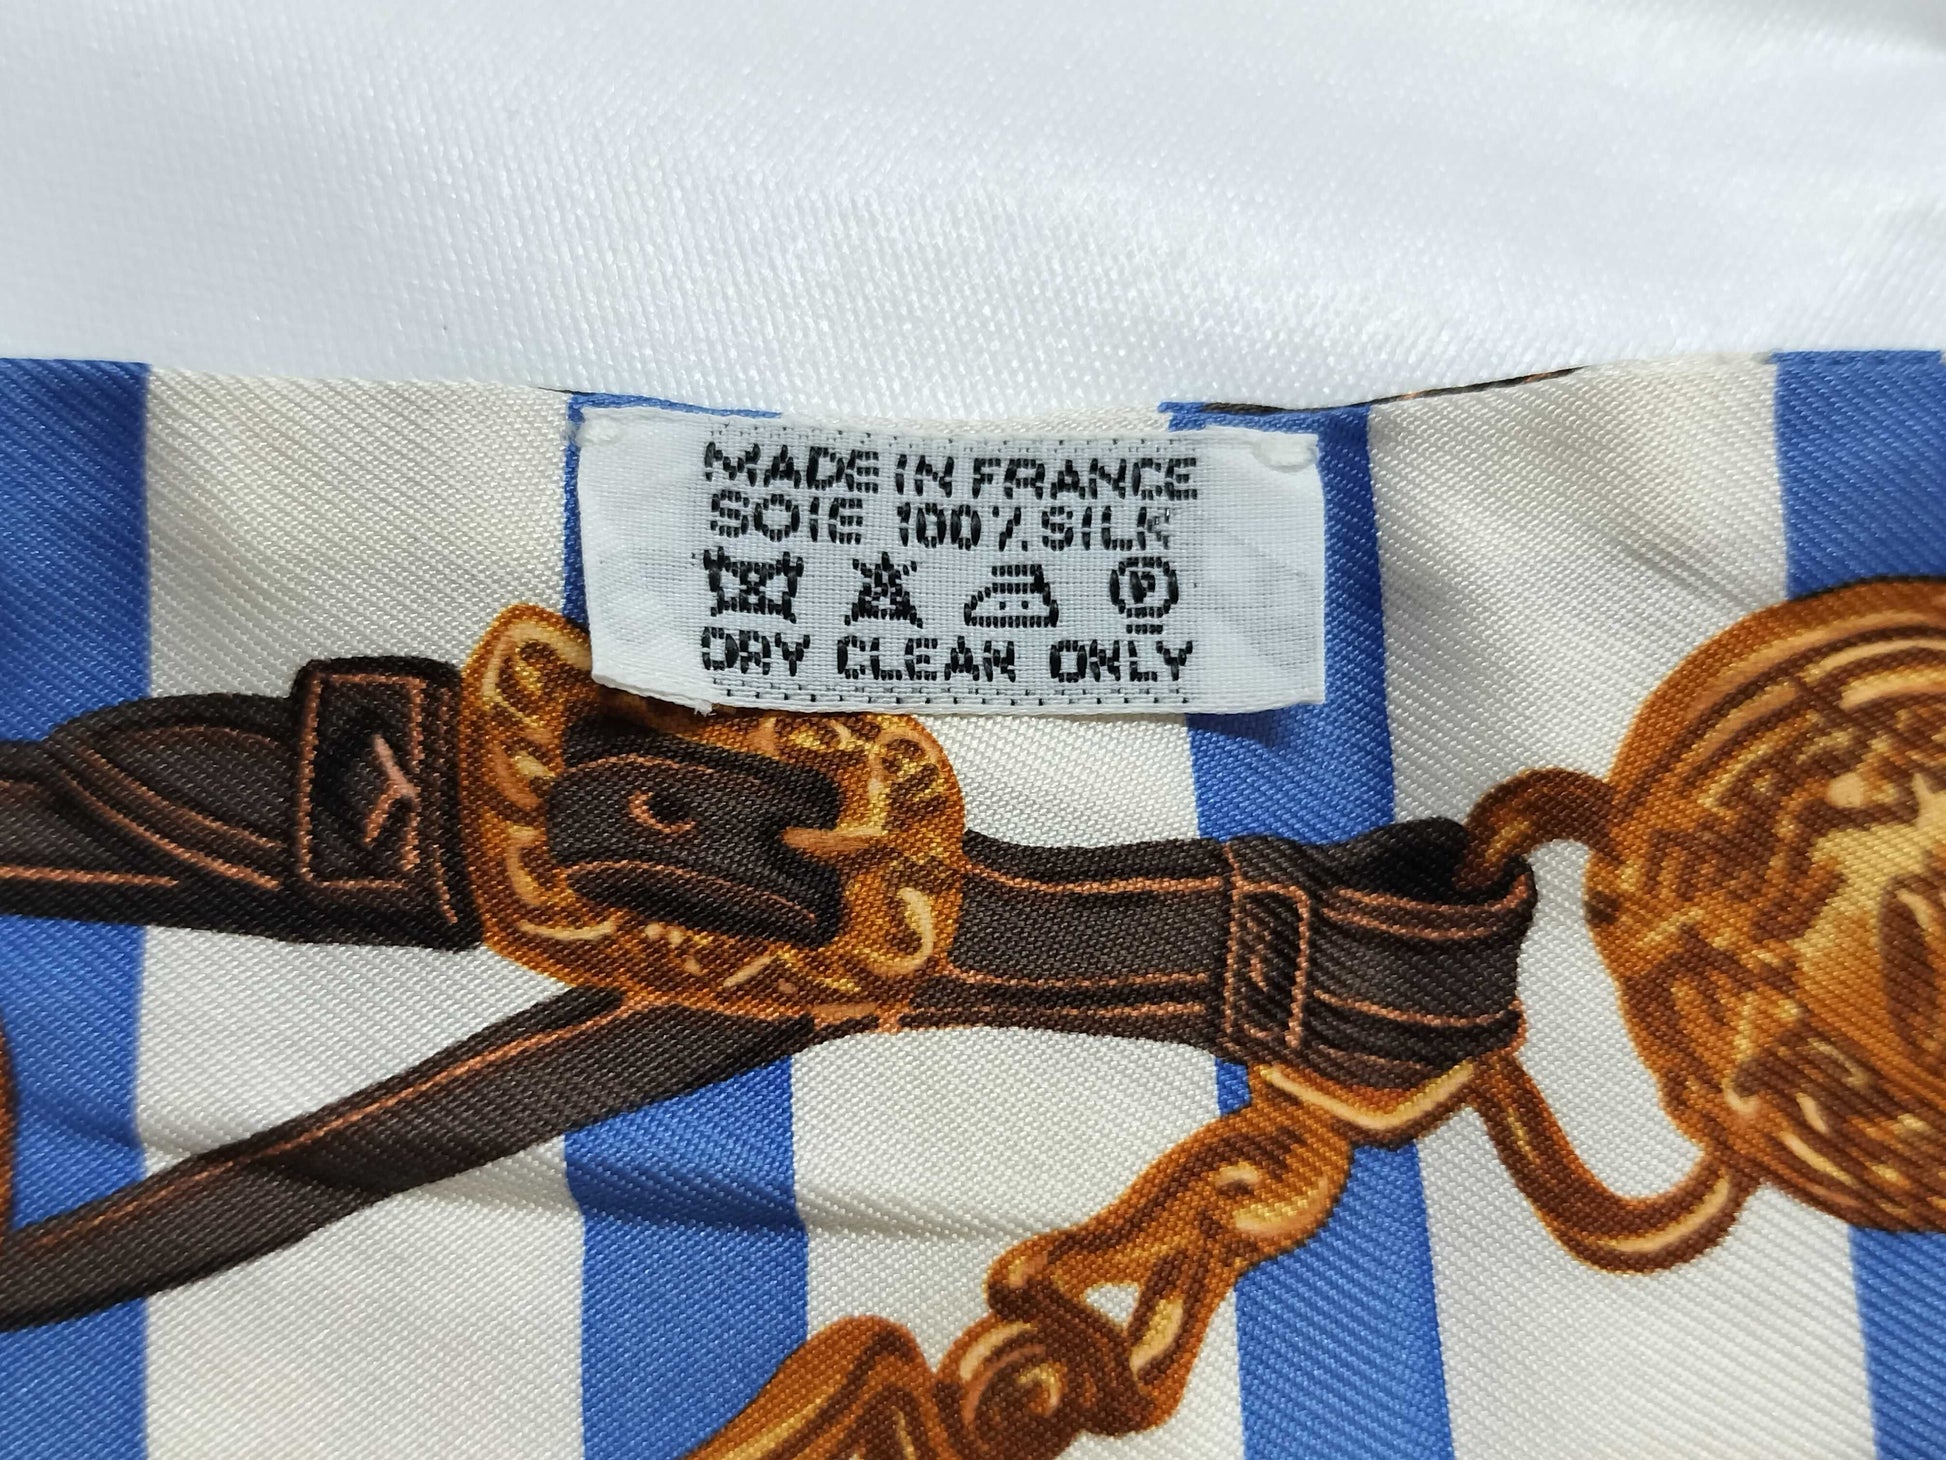 MADE IN FRANCE
SOIE 100% SILK
P
DRY CLEAN ONLY